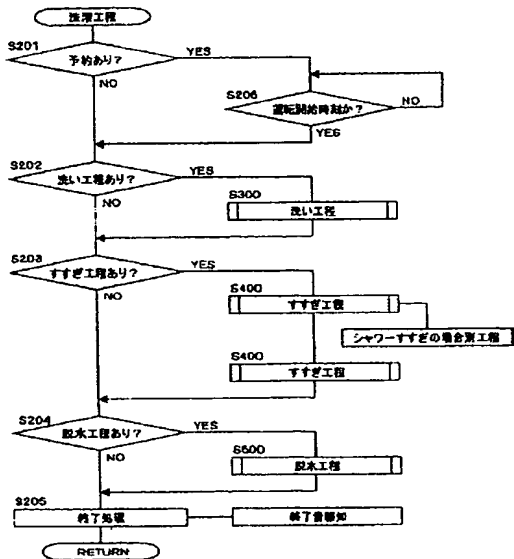 洗濯工程
S201
予約あり?
YES
NO
S206
運転開始時刻か?
NO
YES
S202
洗い工程あり?
YES
NO
S300
洗い工程
S203
すすぎ工程あり?
YES
NO
S400
すすぎ工程
シャワーすすぎの場合別工程
S400
すすぎ工程
S204
脱水工程あり?
YES
NO
S500
脱水工程
S205
終了処理
終了音報知
RETURN